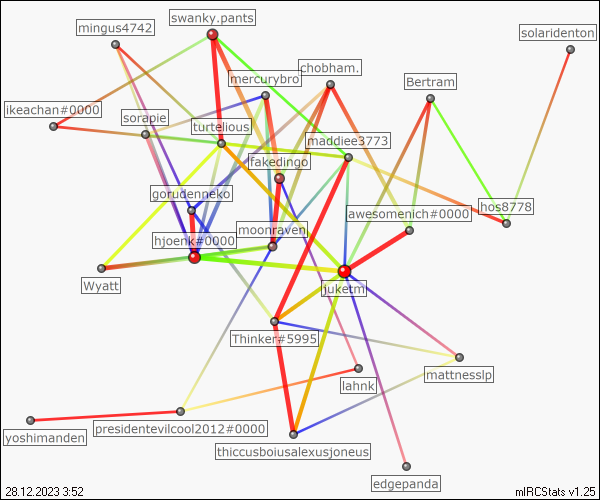 swanky.pants
mingus4742
solaridenton
chobham.
mercurybro
Bertram
ikeachan#0000
sorapie
turtelious
maddiee3773
fakedingo
gorudenneko
hos8778
awesomenich#0000
moonraven
hjoenk#0000
Wyatt
juketm
Thinker#5995
mattnesslp
lahnk
presidentevilcool2012#0000
yoshimanden
thiccusboiusalexusjoneus
edgepanda
28.12.2023 3:52
mIRCStats v1.25